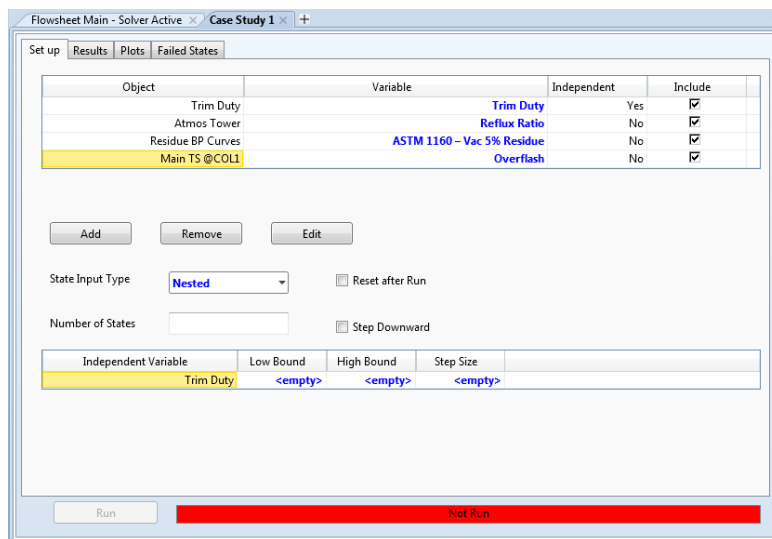 Flowsheet Main - Solver Active × Case Study 1 × +
Set up Results Plots Failed States
Object Variable Independent Include
Trim Duty Trim Duty Yes
Atmos Tower Reflux Ratio No
Residue BP Curves ASTM 1160 – Vac 5% Residue No
Main TS @COL1 Overflash No
Add Remove Edit
State Input Type Nested Reset after Run
Number of States Step Downward
Independent Variable Low Bound High Bound Step Size
Trim Duty <empty> <empty> <empty>
Run Not Run